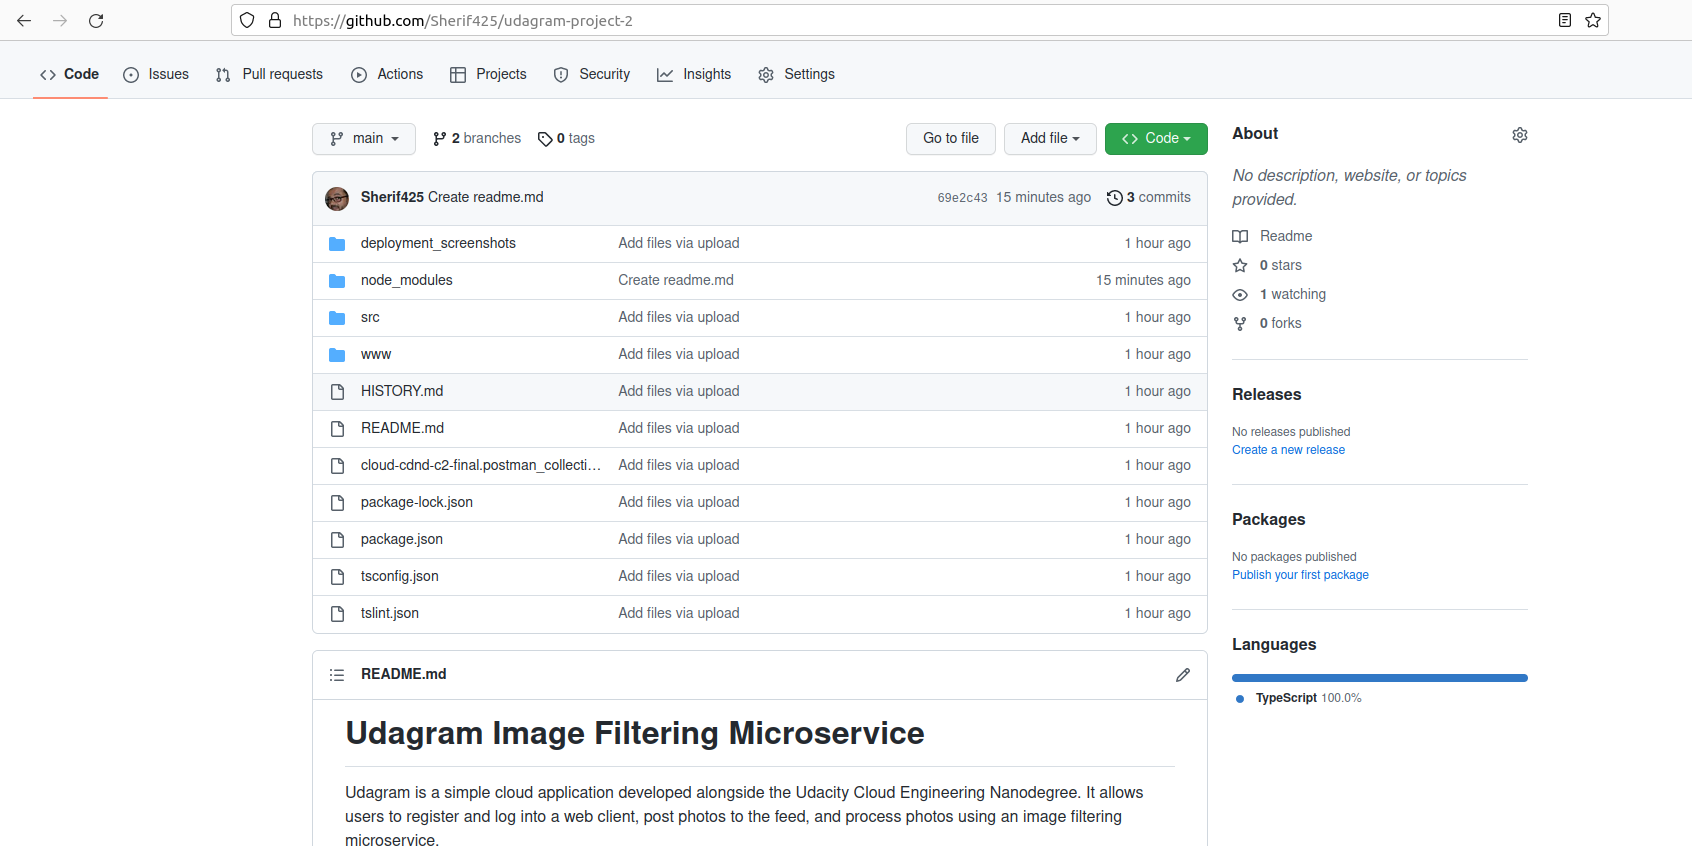 https://github.com/Sherif425/udagram-project-2
Code Issues Pull requests Actions Projects Security Insights Settings
main 2 branches 0 tags Go to file Add file Code
Sherif425 Create readme.md 69e2c43 15 minutes ago 3 commits
deployment_screenshots Add files via upload 1 hour ago
node_modules Create readme.md 15 minutes ago
src Add files via upload 1 hour ago
www Add files via upload 1 hour ago
HISTORY.md Add files via upload 1 hour ago
README.md Add files via upload 1 hour ago
cloud-cdnd-c2-final.postman_collecti... Add files via upload 1 hour ago
package-lock.json Add files via upload 1 hour ago
package.json Add files via upload 1 hour ago
tsconfig.json Add files via upload 1 hour ago
tslint.json Add files via upload 1 hour ago
README.md
Udagram Image Filtering Microservice
Udagram is a simple cloud application developed alongside the Udacity Cloud Engineering Nanodegree. It allows
users to register and log into a web client, post photos to the feed, and process photos using an image filtering
microservice.
About
No description, website, or topics
provided.
Readme
0 stars
1 watching
0 forks
Releases
No releases published
Create a new release
Packages
No packages published
Publish your first package
Languages
TypeScript 100.0%